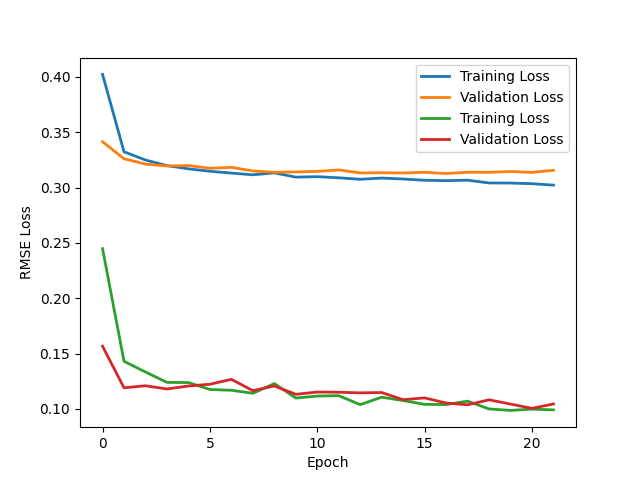 Training Loss
Validation Loss
Training Loss
Validation Loss
0.40
0.35
0.30
0.25
0.20
0.15
0.10
RMSE Loss
0 5 10 15 20
Epoch